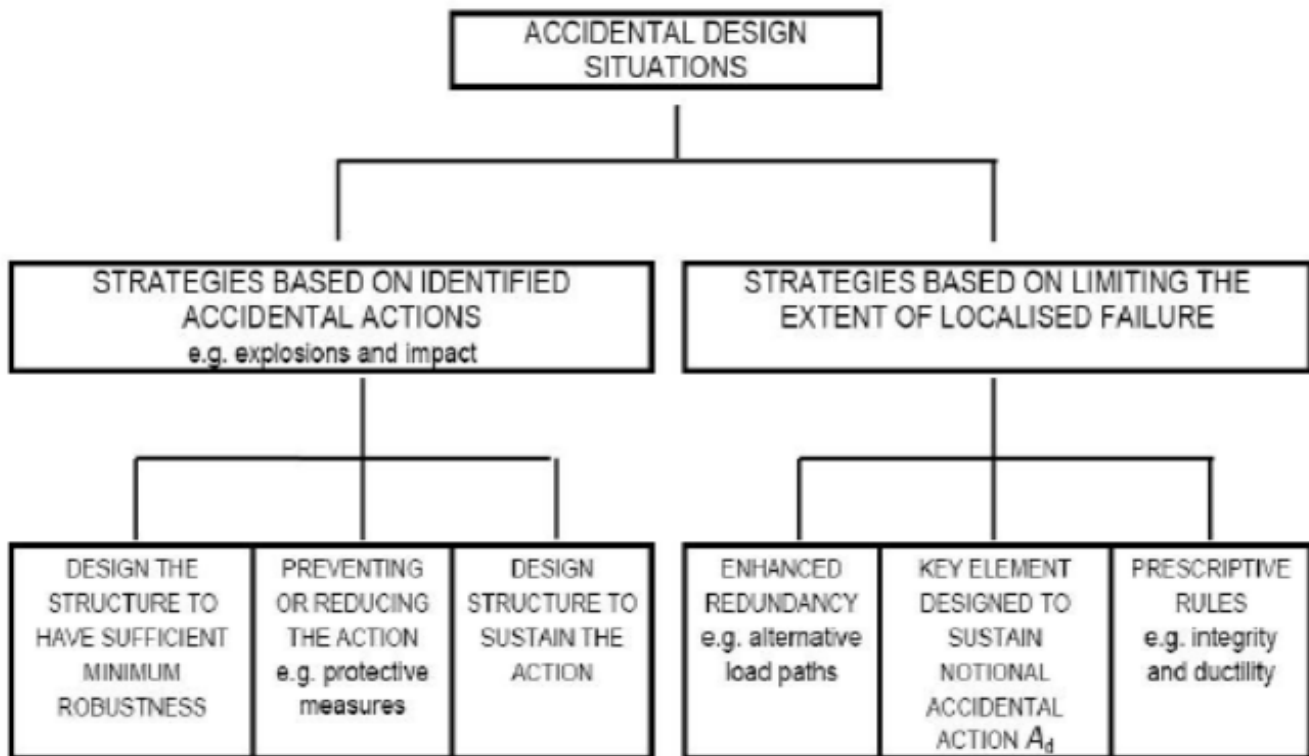 ACCIDENTAL DESIGN
SITUATIONS
STRATEGIES BASED ON IDENTIFIED
ACCIDENTAL ACTIONS
e.g. explosions and impact
STRATEGIES BASED ON LIMITING THE
EXTENT OF LOCALISED FAILURE
DESIGN THE
STRUCTURE TO
HAVE SUFFICIENT
MINIMUM
ROBUSTNESS
PREVENTING
OR REDUCING
THE ACTION
e.g. protective
measures
DESIGN
STRUCTURE TO
SUSTAIN THE
ACTION
ENHANCED
REDUNDANCY
e.g. alternative
load paths
KEY ELEMENT
DESIGNED TO
SUSTAIN
NOTIONAL
ACCIDENTAL
ACTION Ad
PRESCRIPTIVE
RULES
e.g. integrity
and ductility